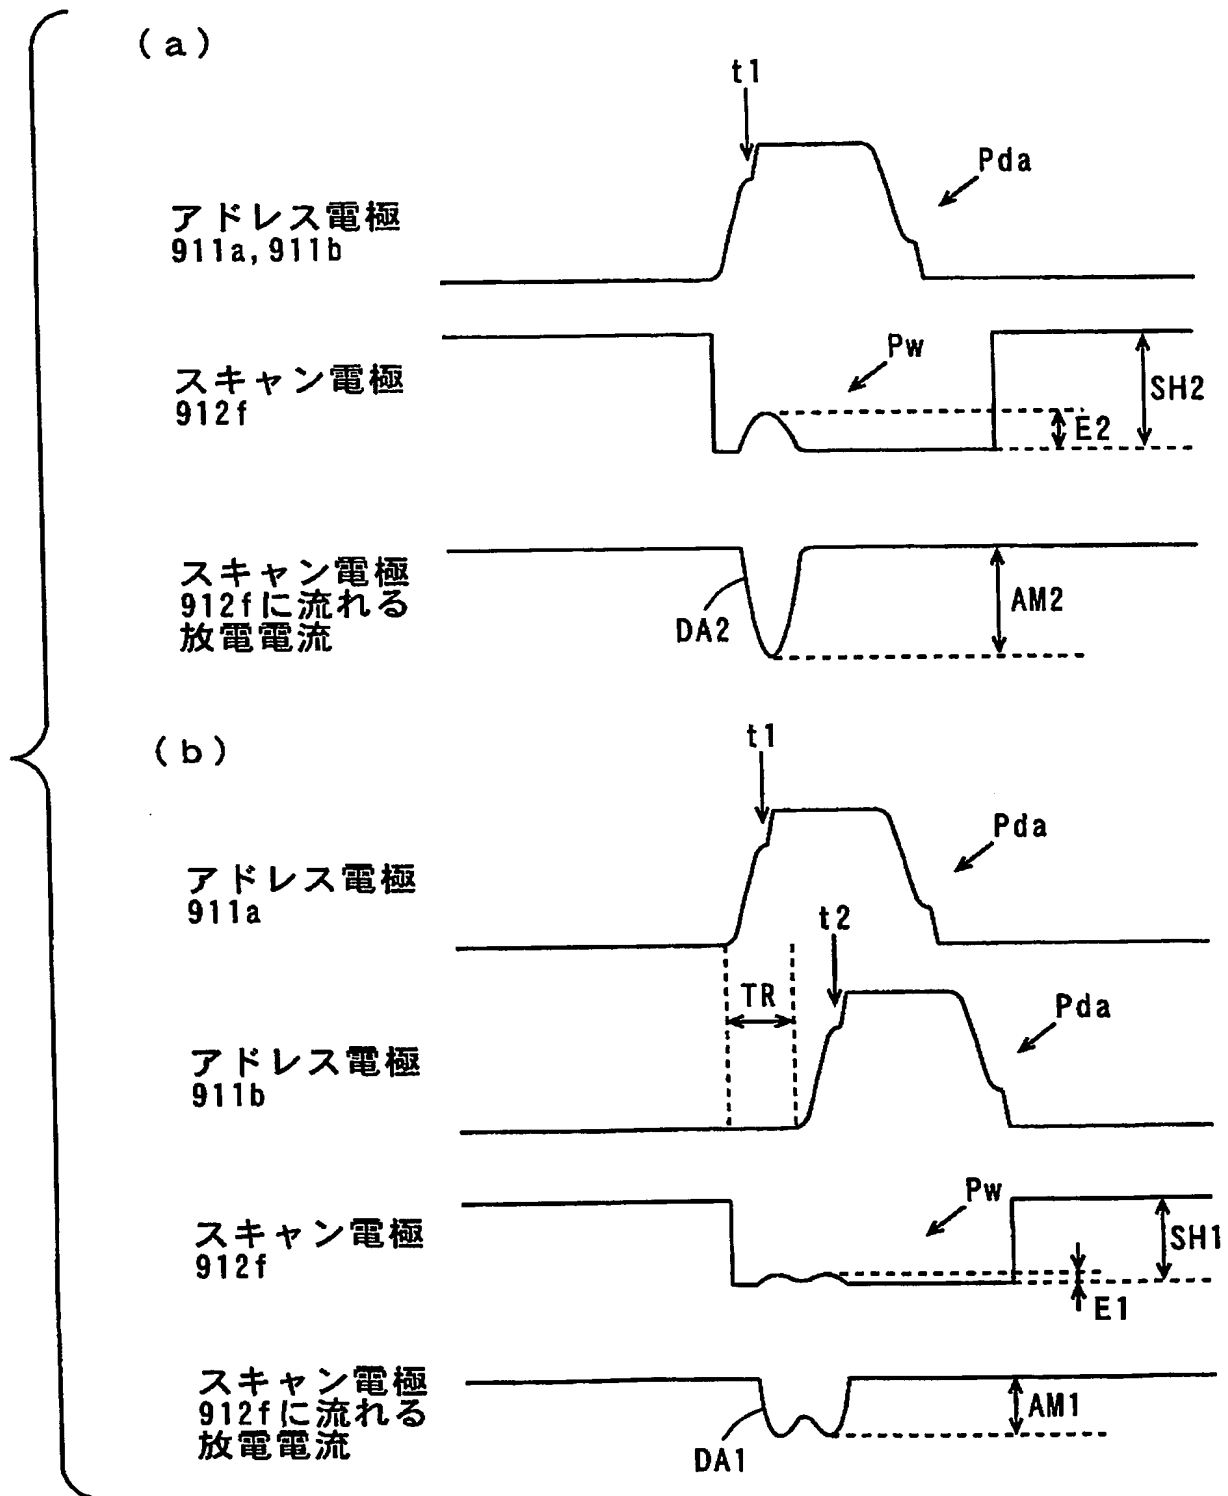 (a)
t1
Pda
アドレス電極
911a, 911b
Pw
スキャン電極
912f
SH2
E2
スキャン電極
912fに流れる
放電電流
DA2
AM2
(b)
t1
Pda
アドレス電極
911a
t2
TR
Pda
アドレス電極
911b
Pw
スキャン電極
912f
SH1
E1
スキャン電極
912fに流れる
放電電流
DA1
AM1